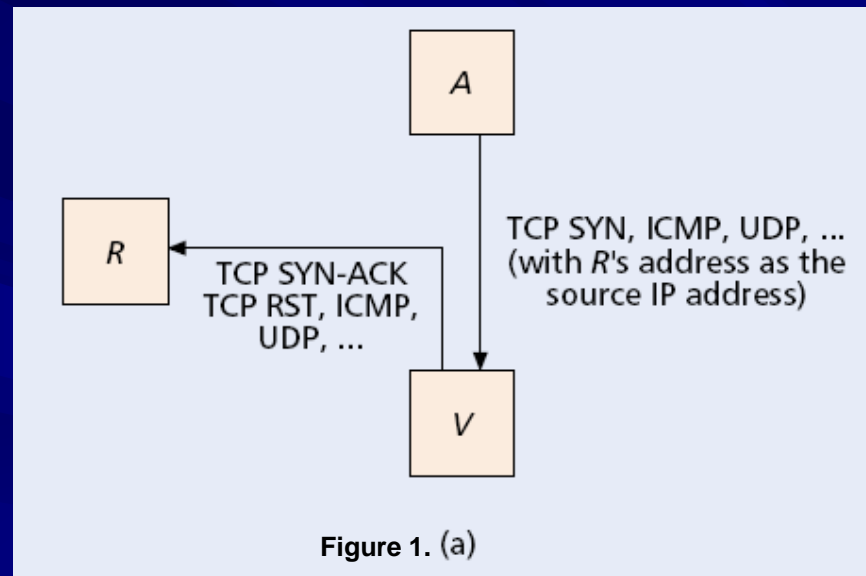 A
R
TCP SYN, ICMP, UDP, ...
(with R's address as the
source IP address)
TCP SYN-ACK
TCP RST, ICMP,
UDP, ...
V
Figure 1. (a)